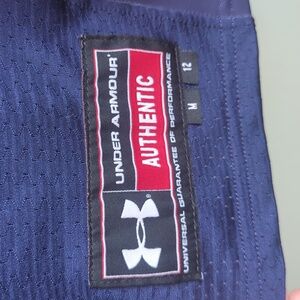 UNDER ARMOUR®
AUTHENTIC
UNIVERSAL GUARANTEE OF PERFORMANCE
12
M